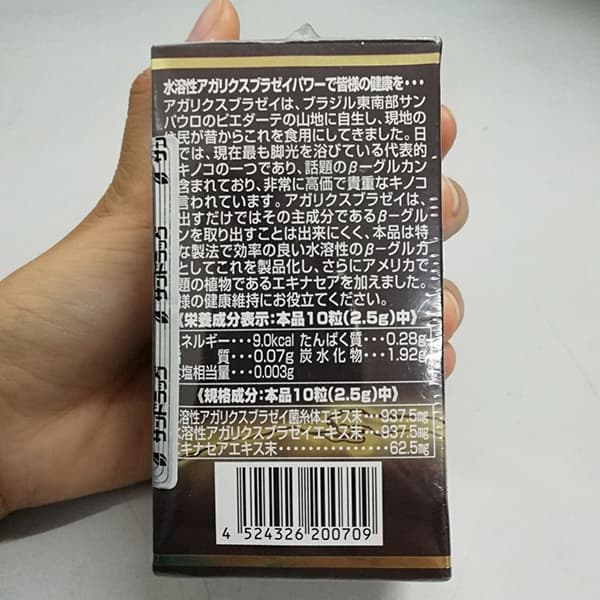 水溶性アガリクスブラゼイパワーで皆様の健康を・・・
アガリクスブラゼイは、ブラジル東南部サン
パウロのピエダーテの山地に自生し、現地の
住民が昔からこれを食用にしてきました。日
では、現在最も脚光を浴びている代表的
キノコの一つであり、話題のβーグルカン
含まれており、非常に高価で貴重なキノコ
言われています。アガリクスブラゼイは、
出すだけではその主成分であるβーグル
ンを取り出すことは出来にくく、本品は特
な製法で効率の良い水溶性のβーグルカ
としてこれを製品化し、さらにアメリカで
題の植物であるエキナセアを加えました。
様の健康維持にお役立てください。
《栄養成分表示：本品10粒(2.5g)中》
ネルギー・・・9.0kcal たんぱく質・・・0.28g
質・・・0.07g 炭水化物・・・1.92g
塩相当量・・・0.003g
《規格成分：本品10粒(2.5g)中》
水溶性アガリクスブラゼイ菌糸体エキス末・・・937.5mg
水溶性アガリクスブラゼイエキス末・・・937.5mg
キナセアエキス末・・・・・・・・・・・・・・62.5mg
4 524326 200709
サンドラッグ
サンドラッグ